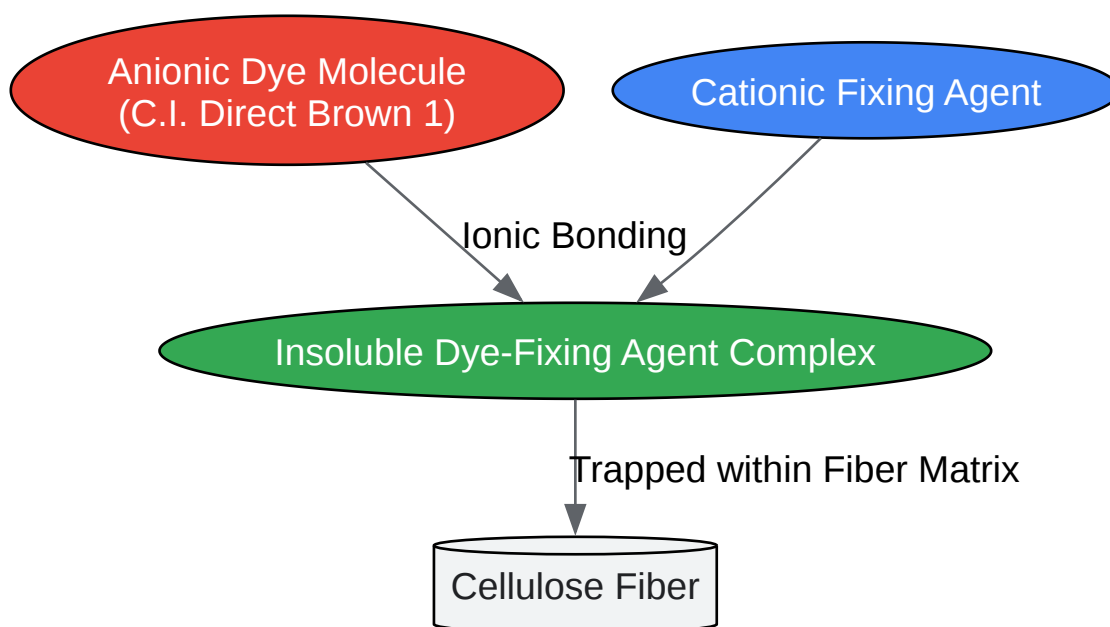 Anionic Dye Molecule
(C.I. Direct Brown 1)
Cationic Fixing Agent
Ionic Bonding
Insoluble Dye-Fixing Agent Complex
Trapped within Fiber Matrix
Cellulose Fiber